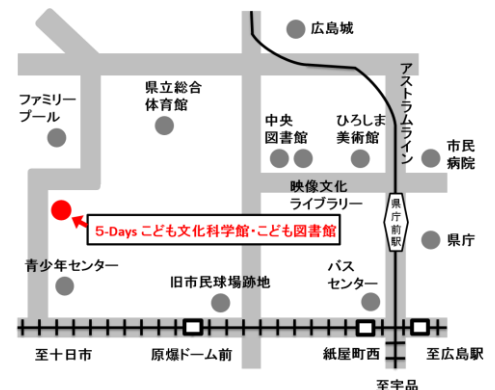 広島城
アストラムライン
ファミリー
プール
県立総合
体育館
中央
図書館
ひろしま
美術館
市民
病院
映像文化
ライブラリー
県庁前駅
県庁
5-Days こども文化科学館・こども図書館
青少年センター
旧市民球場跡地
バス
センター
至十日市
原爆ドーム前
紙屋町西
至広島駅
至宇品